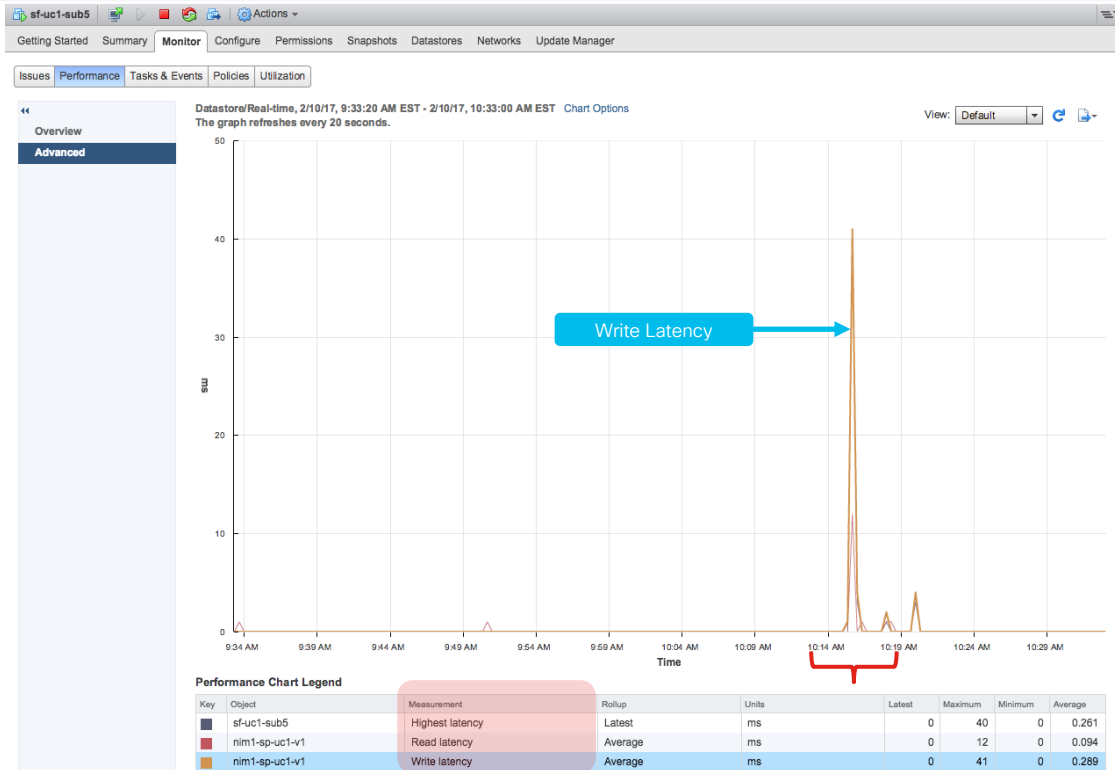 sf-uc1-sub5 Actions
Getting Started Summary Monitor Configure Permissions Snapshots Datastores Networks Update Manager
Issues Performance Tasks & Events Policies Utilization
Overview
Advanced
Datastore/Real-time, 2/10/17, 9:33:20 AM EST - 2/10/17, 10:33:00 AM EST Chart Options
The graph refreshes every 20 seconds.
View: Default
50
40
30
20
10
0
ms
Write Latency
9:34 AM 9:39 AM 9:44 AM 9:49 AM 9:54 AM 9:59 AM 10:04 AM 10:09 AM 10:14 AM 10:19 AM 10:24 AM 10:29 AM
Time
Performance Chart Legend
Key Object Measurement Rollup Units Latest Maximum Minimum Average
sf-uc1-sub5 Highest latency Latest ms 0 40 0 0.261
nim1-sp-uc1-v1 Read latency Average ms 0 12 0 0.094
nim1-sp-uc1-v1 Write latency Average ms 0 41 0 0.289